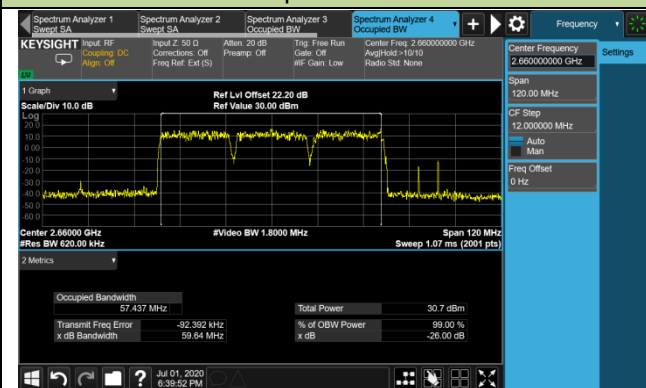 Spectrum Analyzer 1
Swept SA
Spectrum Analyzer 2
Swept SA
Spectrum Analyzer 3
Occupied BW
Spectrum Analyzer 4
Occupied BW
Frequency
KEYSIGHT
Input: RF
Coupling: DC
Align: Off
Input Z: 50 Ω
Corrections: Off
Freq Ref: Ext (S)
Atten: 20 dB
Preamp: Off
Trig: Free Run
Gate: Off
#IF Gain: Low
Center Freq: 2.660000000 GHz
Avg|Hold:>10/10
Radio Std: None
LXI
Center Frequency
2.660000000 GHz
Settings
Span
120.00 MHz
CF Step
12.000000 MHz
Auto
Man
Freq Offset
0 Hz
1 Graph
Scale/Div 10.0 dB
Ref Lvl Offset 22.20 dB
Ref Value 30.00 dBm
Log
20.0
10.0
0.00
-10.0
-20.0
-30.0
-40.0
-50.0
-60.0
Center 2.66000 GHz
#Res BW 620.00 kHz
#Video BW 1.8000 MHz
Span 120 MHz
Sweep 1.07 ms (2001 pts)
2 Metrics
Occupied Bandwidth
57.437 MHz
Total Power 30.7 dBm
Transmit Freq Error -92.392 kHz
% of OBW Power 99.00 %
x dB Bandwidth 59.64 MHz
x dB -26.00 dB
?
Jul 01, 2020
6:39:52 PM